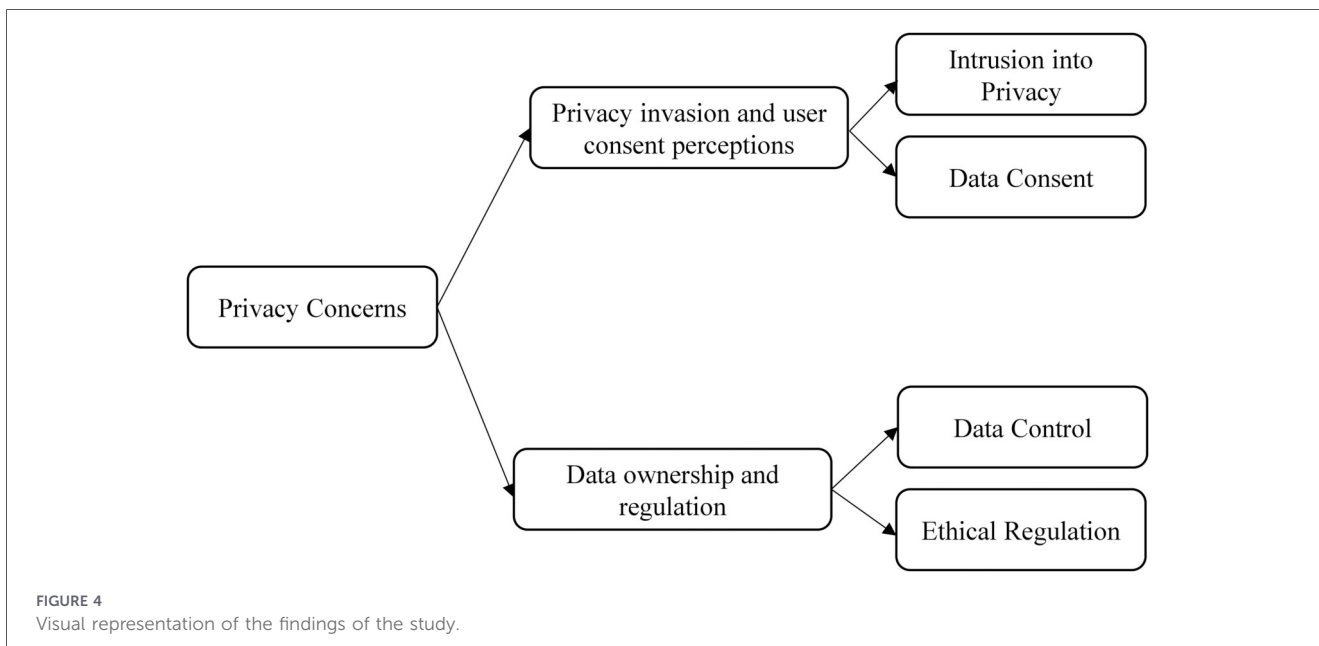 Intrusion into
Privacy
Privacy invasion and user
consent perceptions
Data Consent
Privacy Concerns
Data Control
Data ownership and
regulation
Ethical Regulation
FIGURE 4
Visual representation of the findings of the study.